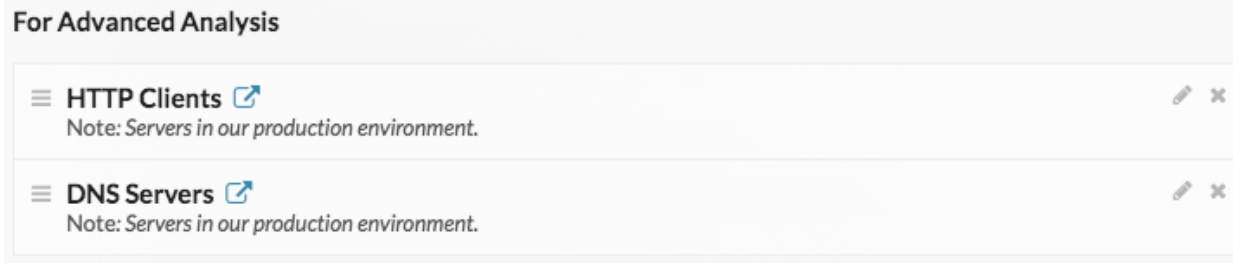 For Advanced Analysis
HTTP Clients
Note: Servers in our production environment.
DNS Servers
Note: Servers in our production environment.